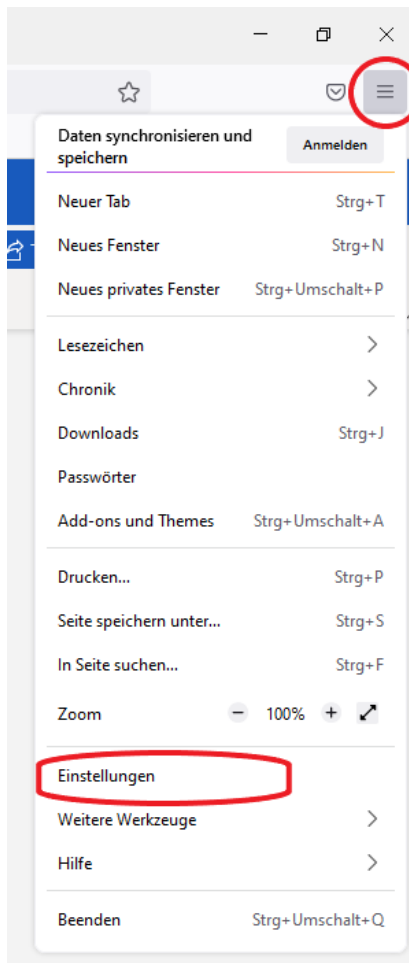 Daten synchronisieren und
speichern
Anmelden
Neuer Tab Strg+T
Neues Fenster Strg+N
Neues privates Fenster Strg+Umschalt+P
Lesezeichen
Chronik
Downloads Strg+J
Passwörter
Add-ons und Themes Strg+Umschalt+A
Drucken... Strg+P
Seite speichern unter... Strg+S
In Seite suchen... Strg+F
Zoom − 100% +
Einstellungen
Weitere Werkzeuge
Hilfe
Beenden Strg+Umschalt+Q